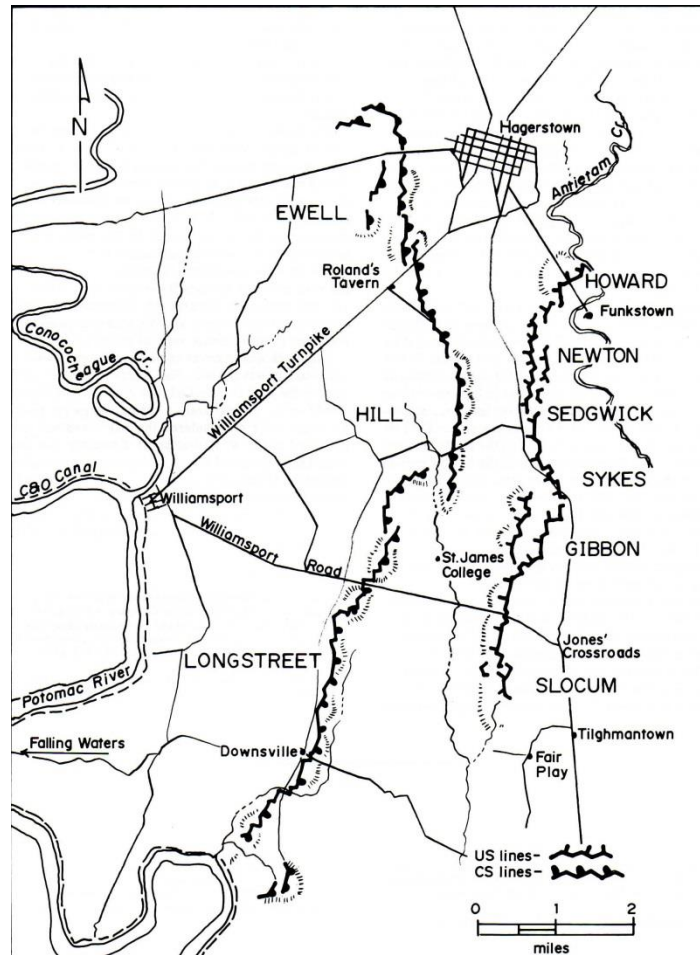 N
Hagerstown
Antietam Cr.
EWELL
Roland's
Tavern
HOWARD
Funkstown
Conococheague Cr.
Williamsport Turnpike
NEWTON
HILL
SEDGWICK
C&O Canal
SYKES
Williamsport
Williamsport Road
GIBBON
St. James
College
Jones'
Crossroads
LONGSTREET
SLOCUM
Potomac River
Tilghmantown
Falling Waters
Downsville
Fair
Play
US lines-
CS lines-
0 1 2
miles